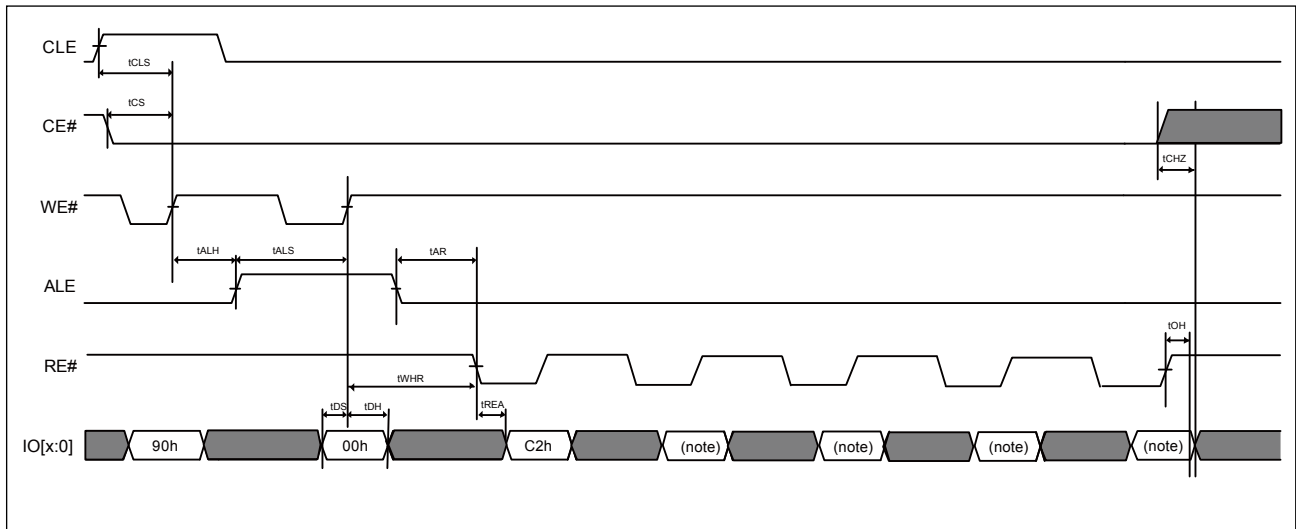 CLE
tCLS
tCS
CE#
tCHZ
WE#
tALH
tALS
tAR
ALE
tOH
RE#
tWHR
tDS
tDH
tREA
IO[x:0]
90h
00h
C2h
(note)
(note)
(note)
(note)